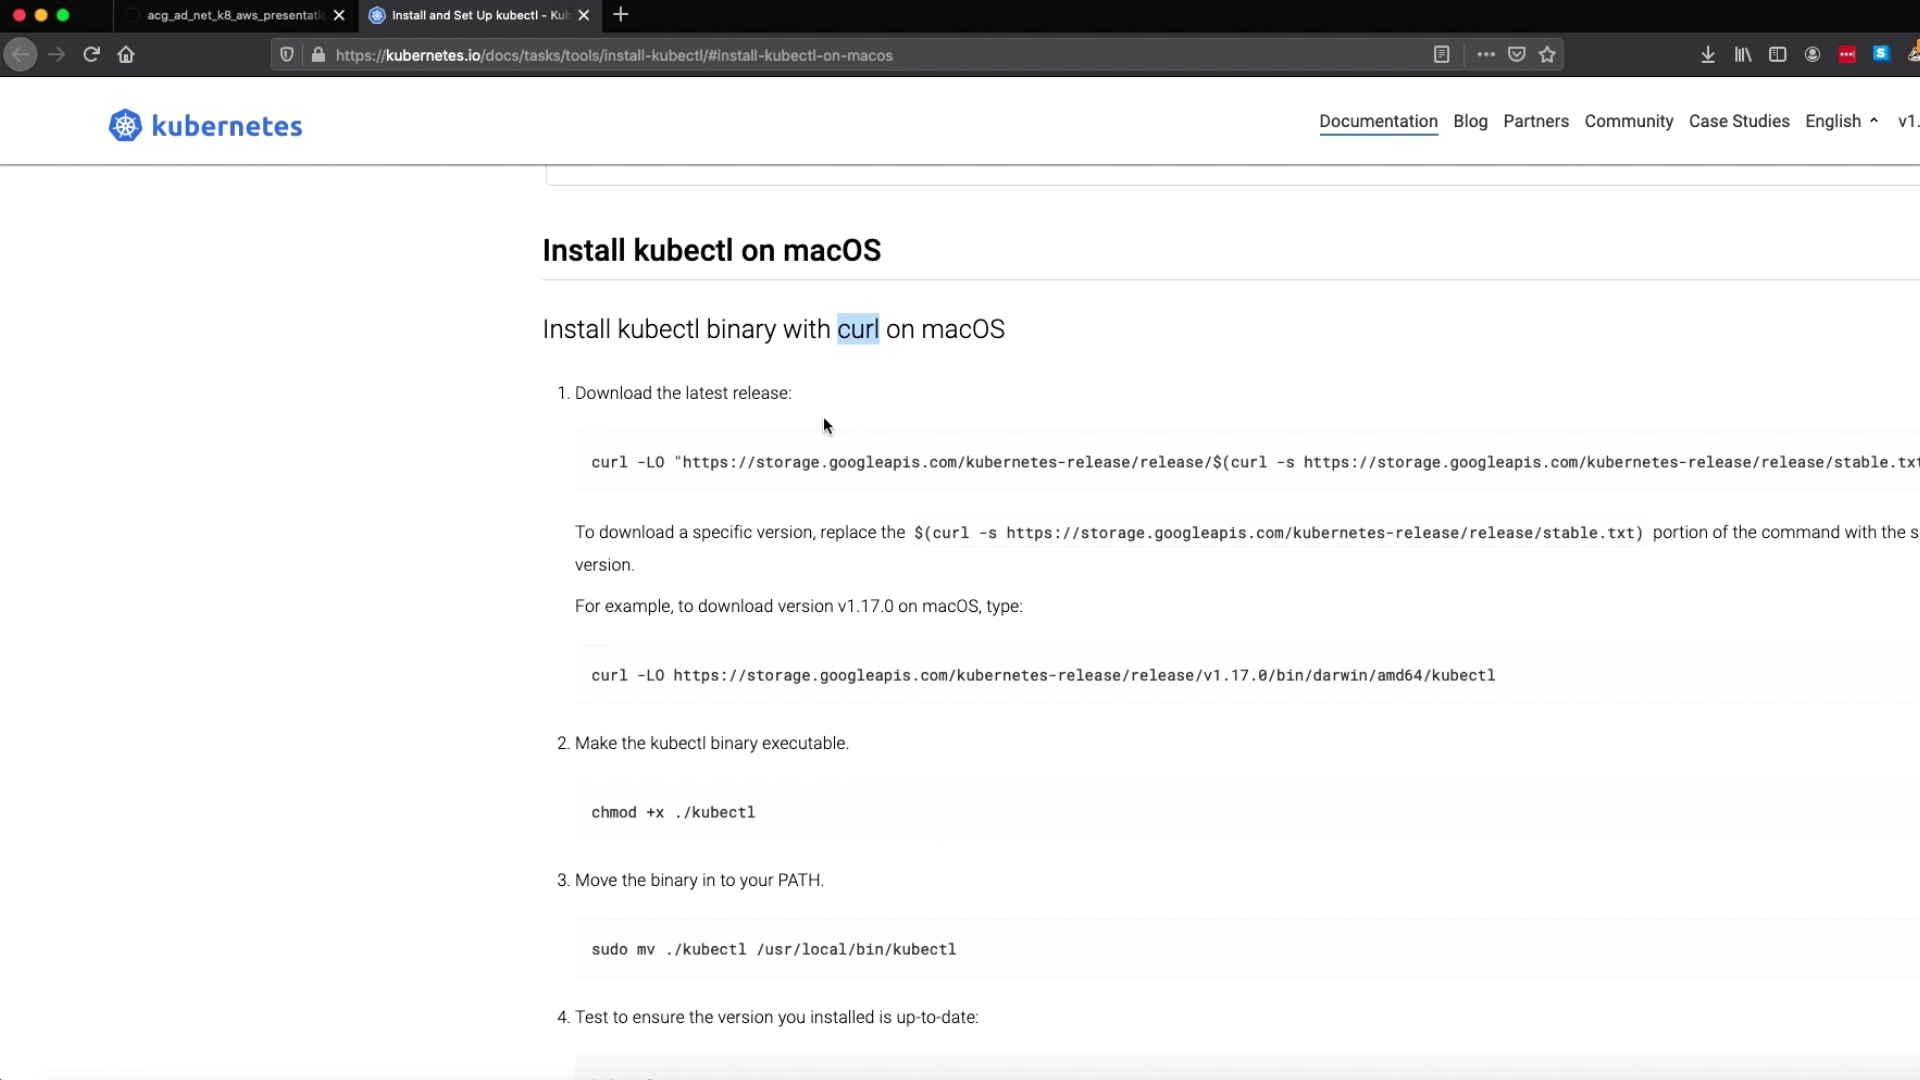 acg_ad_net_k8_aws_presentatio
Install and Set Up kubectl - Kub
https://kubernetes.io/docs/tasks/tools/install-kubectl/#install-kubectl-on-macos
kubernetes
Documentation Blog Partners Community Case Studies English v1.
Install kubectl on macOS
Install kubectl binary with curl on macOS
1. Download the latest release:
curl -LO "https://storage.googleapis.com/kubernetes-release/release/$(curl -s https://storage.googleapis.com/kubernetes-release/release/stable.txt
To download a specific version, replace the $(curl -s https://storage.googleapis.com/kubernetes-release/release/stable.txt) portion of the command with the s
version.
For example, to download version v1.17.0 on macOS, type:
curl -LO https://storage.googleapis.com/kubernetes-release/release/v1.17.0/bin/darwin/amd64/kubectl
2. Make the kubectl binary executable.
chmod +x ./kubectl
3. Move the binary in to your PATH.
sudo mv ./kubectl /usr/local/bin/kubectl
4. Test to ensure the version you installed is up-to-date: